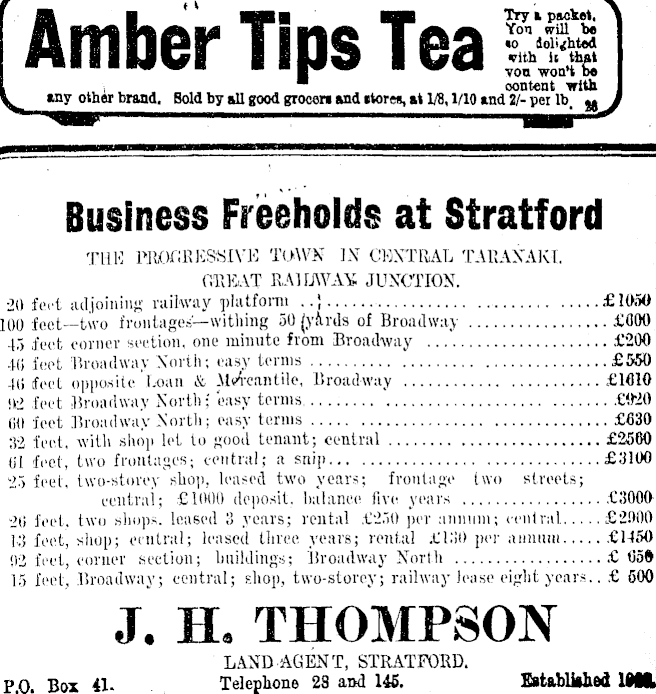 Amber Tips Tea
Try a packet.
You will be
so delighted
with it that
you won't be
content with
any other brand. Sold by all good grocers and stores, at 1/8, 1/10 and 2/- per lb. 26
Business Freeholds at Stratford
THE PROGRESSIVE TOWN IN CENTRAL TARANAKI.
GREAT RAILWAY JUNCTION.
20 feet adjoining railway platform .. £1050
100 feet—two frontages—withing 50 yards of Broadway .. £600
45 feet corner section, one minute from Broadway .. £200
46 feet Broadway North; easy terms .. £550
46 feet opposite Loan & Mercantile, Broadway .. £1610
92 feet Broadway North; easy terms .. £920
60 feet Broadway North; easy terms .. £630
32 feet, with shop let to good tenant; central .. £2560
61 feet, two frontages; central; a snip... £3100
25 feet, two-storey shop, leased two years; frontage two streets;
central; £1000 deposit, balance five years .. £3000
26 feet, two shops, leased 3 years; rental £250 per annum; central..... £2900
13 feet, shop; central; leased three years; rental £130 per annum..... £1450
92 feet, corner section; buildings; Broadway North .. £ 650
15 feet, Broadway; central; shop, two-storey; railway lease eight years.. £ 500
J. H. THOMPSON
LAND AGENT, STRATFORD.
P.O. Box 41. Telephone 28 and 145. Established